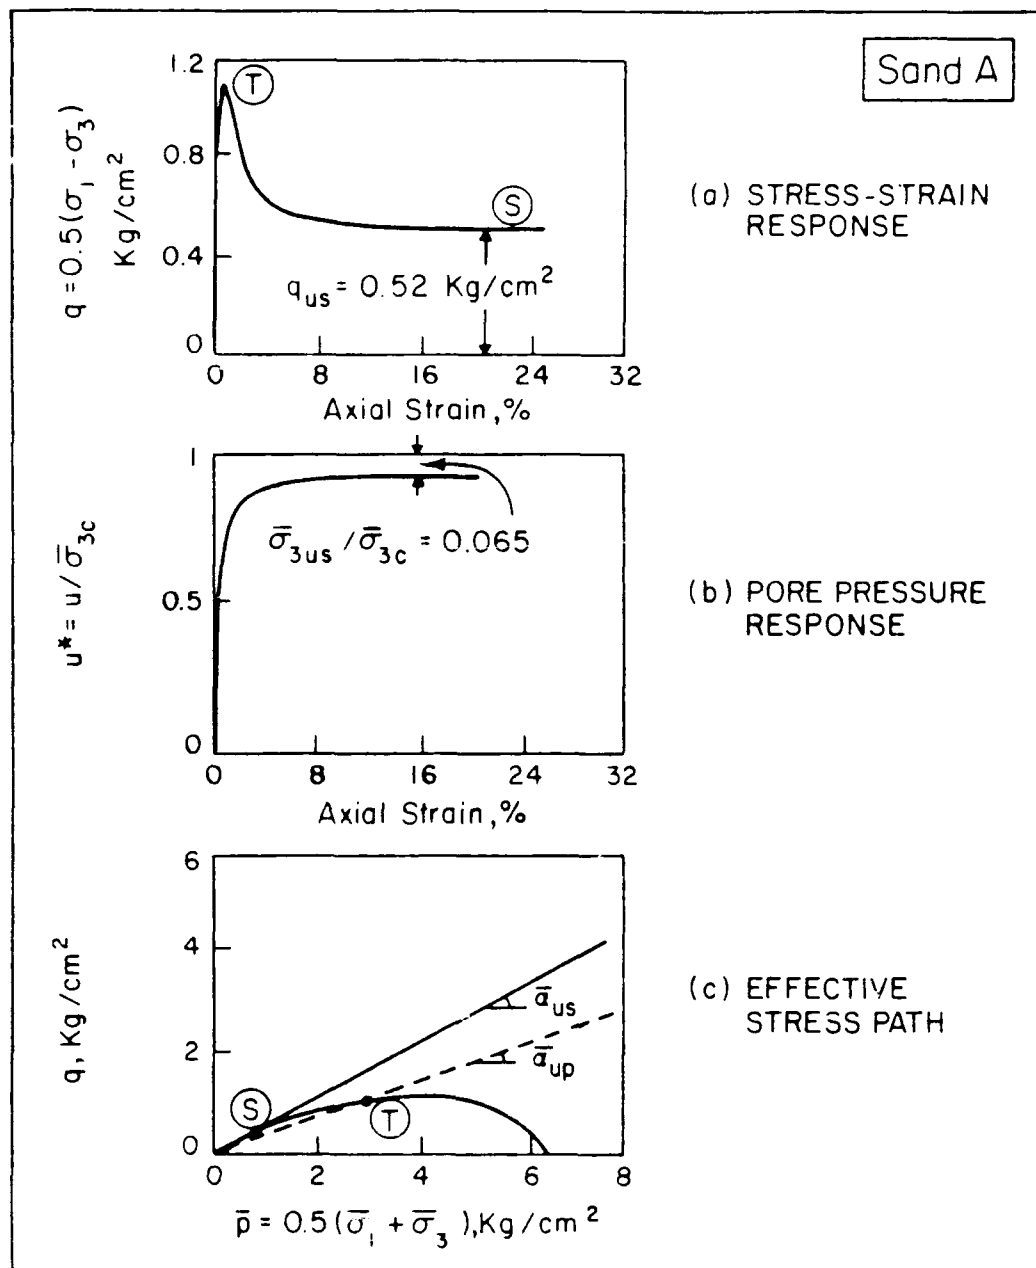 Sand A
1.2
0.8
0.4
0
q = 0.5(σ₁ - σ₃)
Kg/cm²
T
S
q_us = 0.52 Kg/cm²
0 8 16 24 32
Axial Strain, %
(a) STRESS-STRAIN
RESPONSE
1
0.5
0
u* = u/σ̄₃c
σ̄₃us/σ̄₃c = 0.065
0 8 16 24 32
Axial Strain, %
(b) PORE PRESSURE
RESPONSE
6
4
2
0
q, Kg/cm²
ᾱ_us
ᾱ_up
S
T
0 2 4 6 8
p̄ = 0.5(σ̄₁ + σ̄₃), Kg/cm²
(c) EFFECTIVE
STRESS PATH